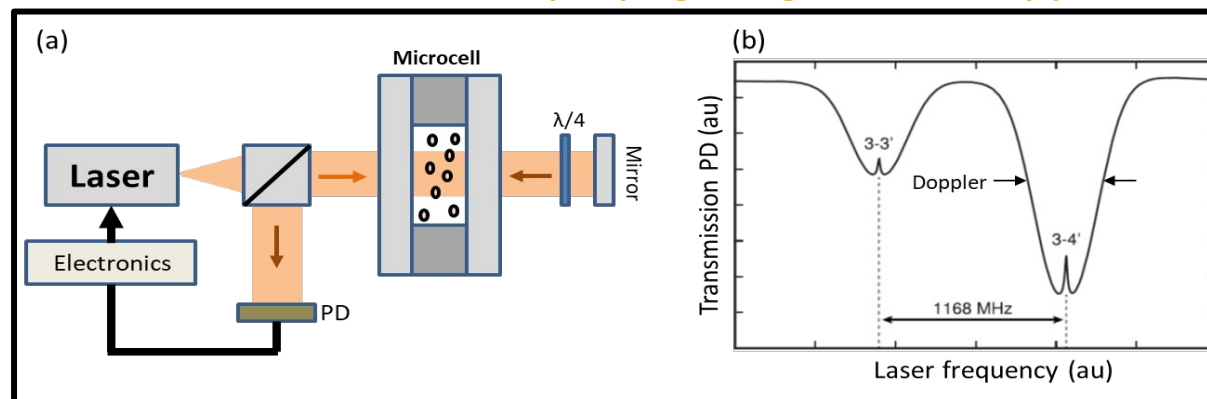 (a)
Microcell
λ/4
Laser
Mirror
Electronics
PD
(b)
Transmission PD (au)
3-3'
Doppler
3-4'
1168 MHz
Laser frequency (au)